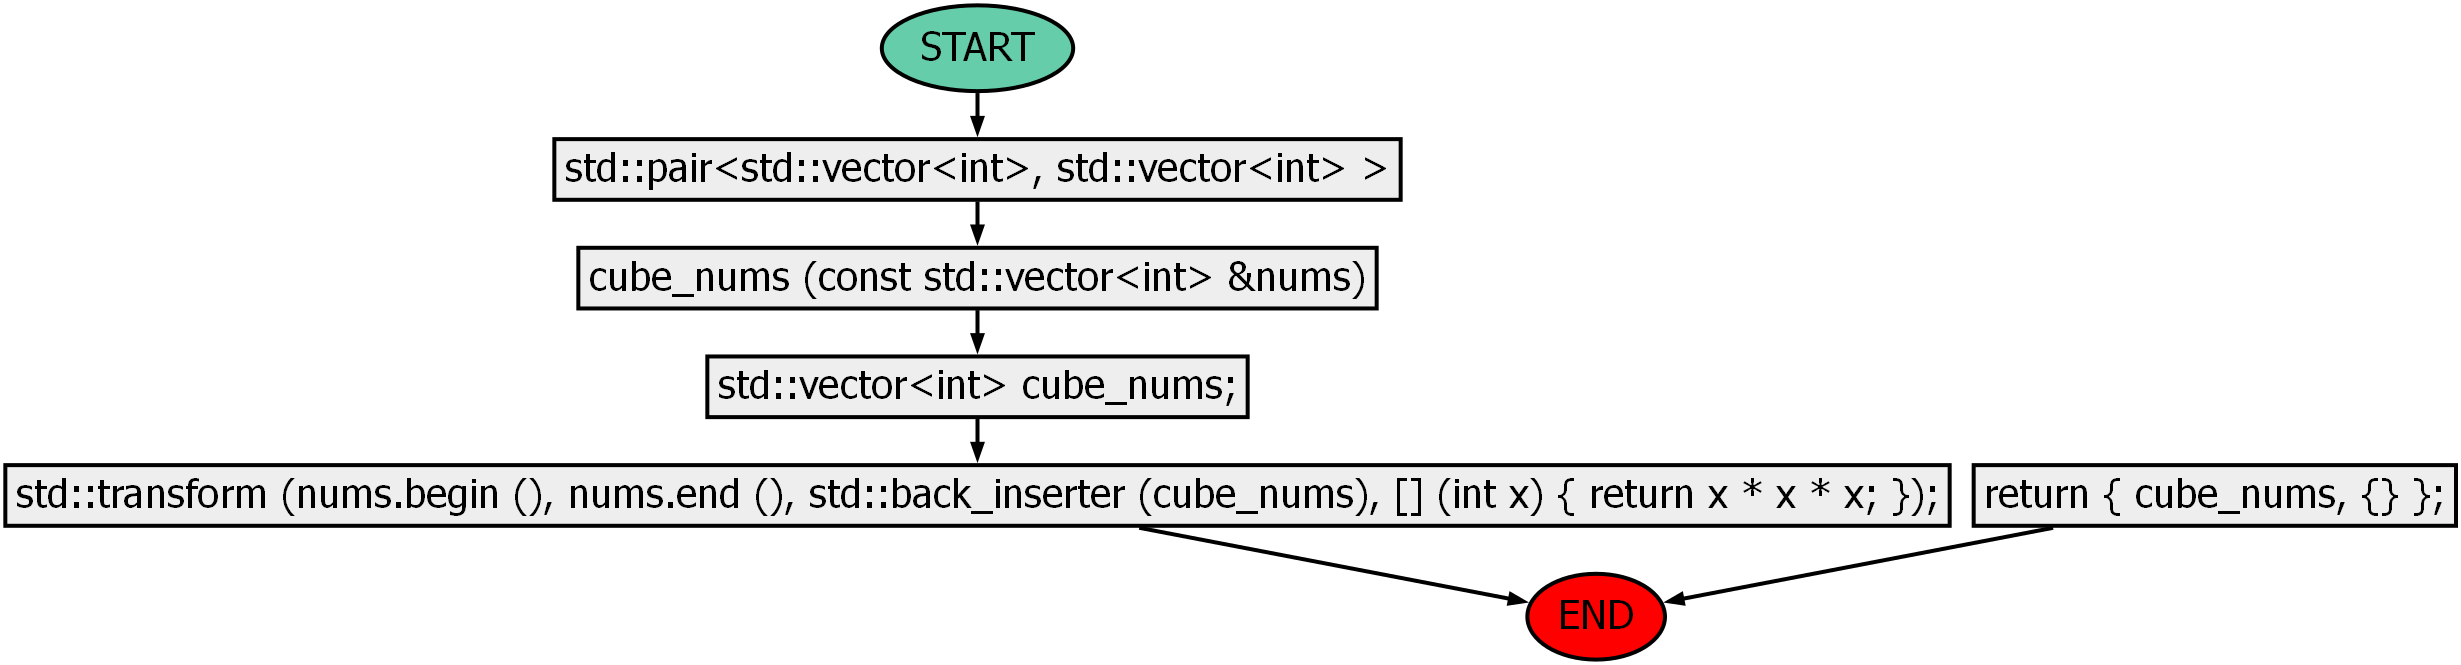 START
std::pair<std::vector<int>, std::vector<int> >
cube_nums (const std::vector<int> &nums)
std::vector<int> cube_nums;
std::transform (nums.begin (), nums.end (), std::back_inserter (cube_nums), [] (int x) { return x * x * x; });
return { cube_nums, {} };
END